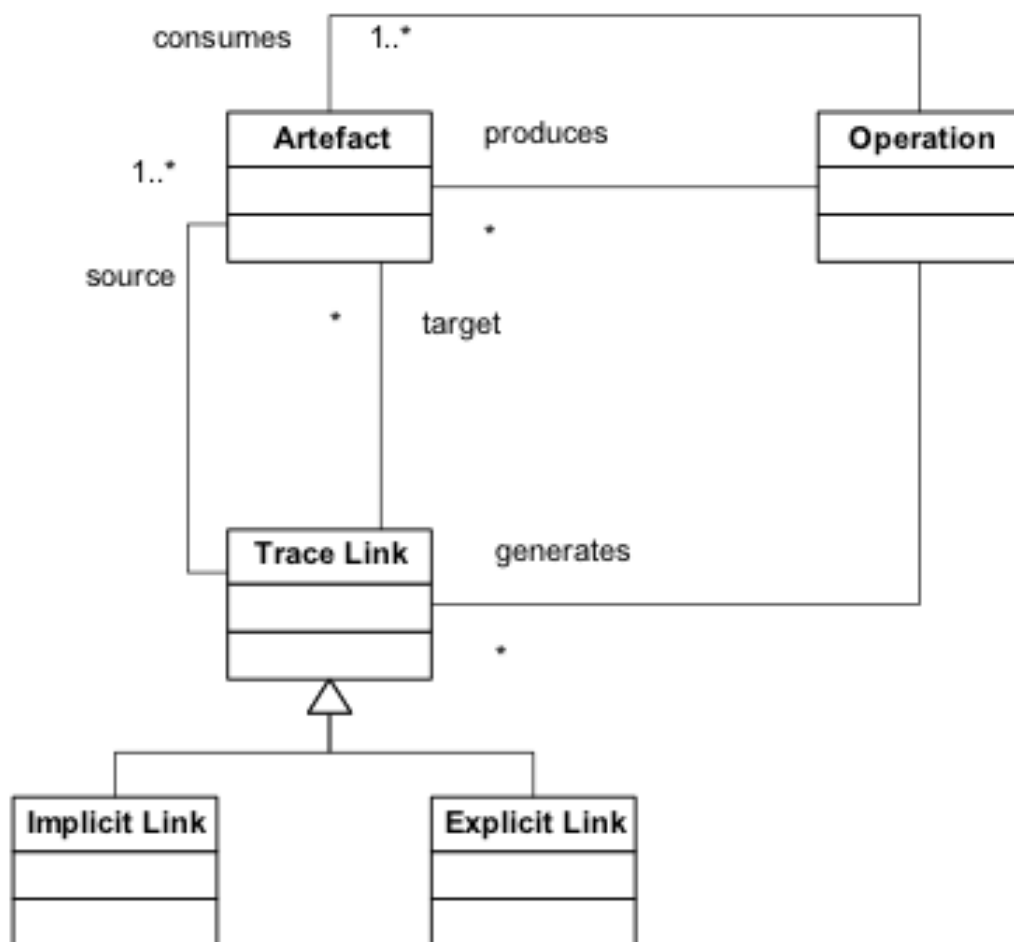 consumes
1..*
Artefact
produces
Operation
1..*
*
source
*
target
Trace Link
generates
*
Implicit Link
Explicit Link